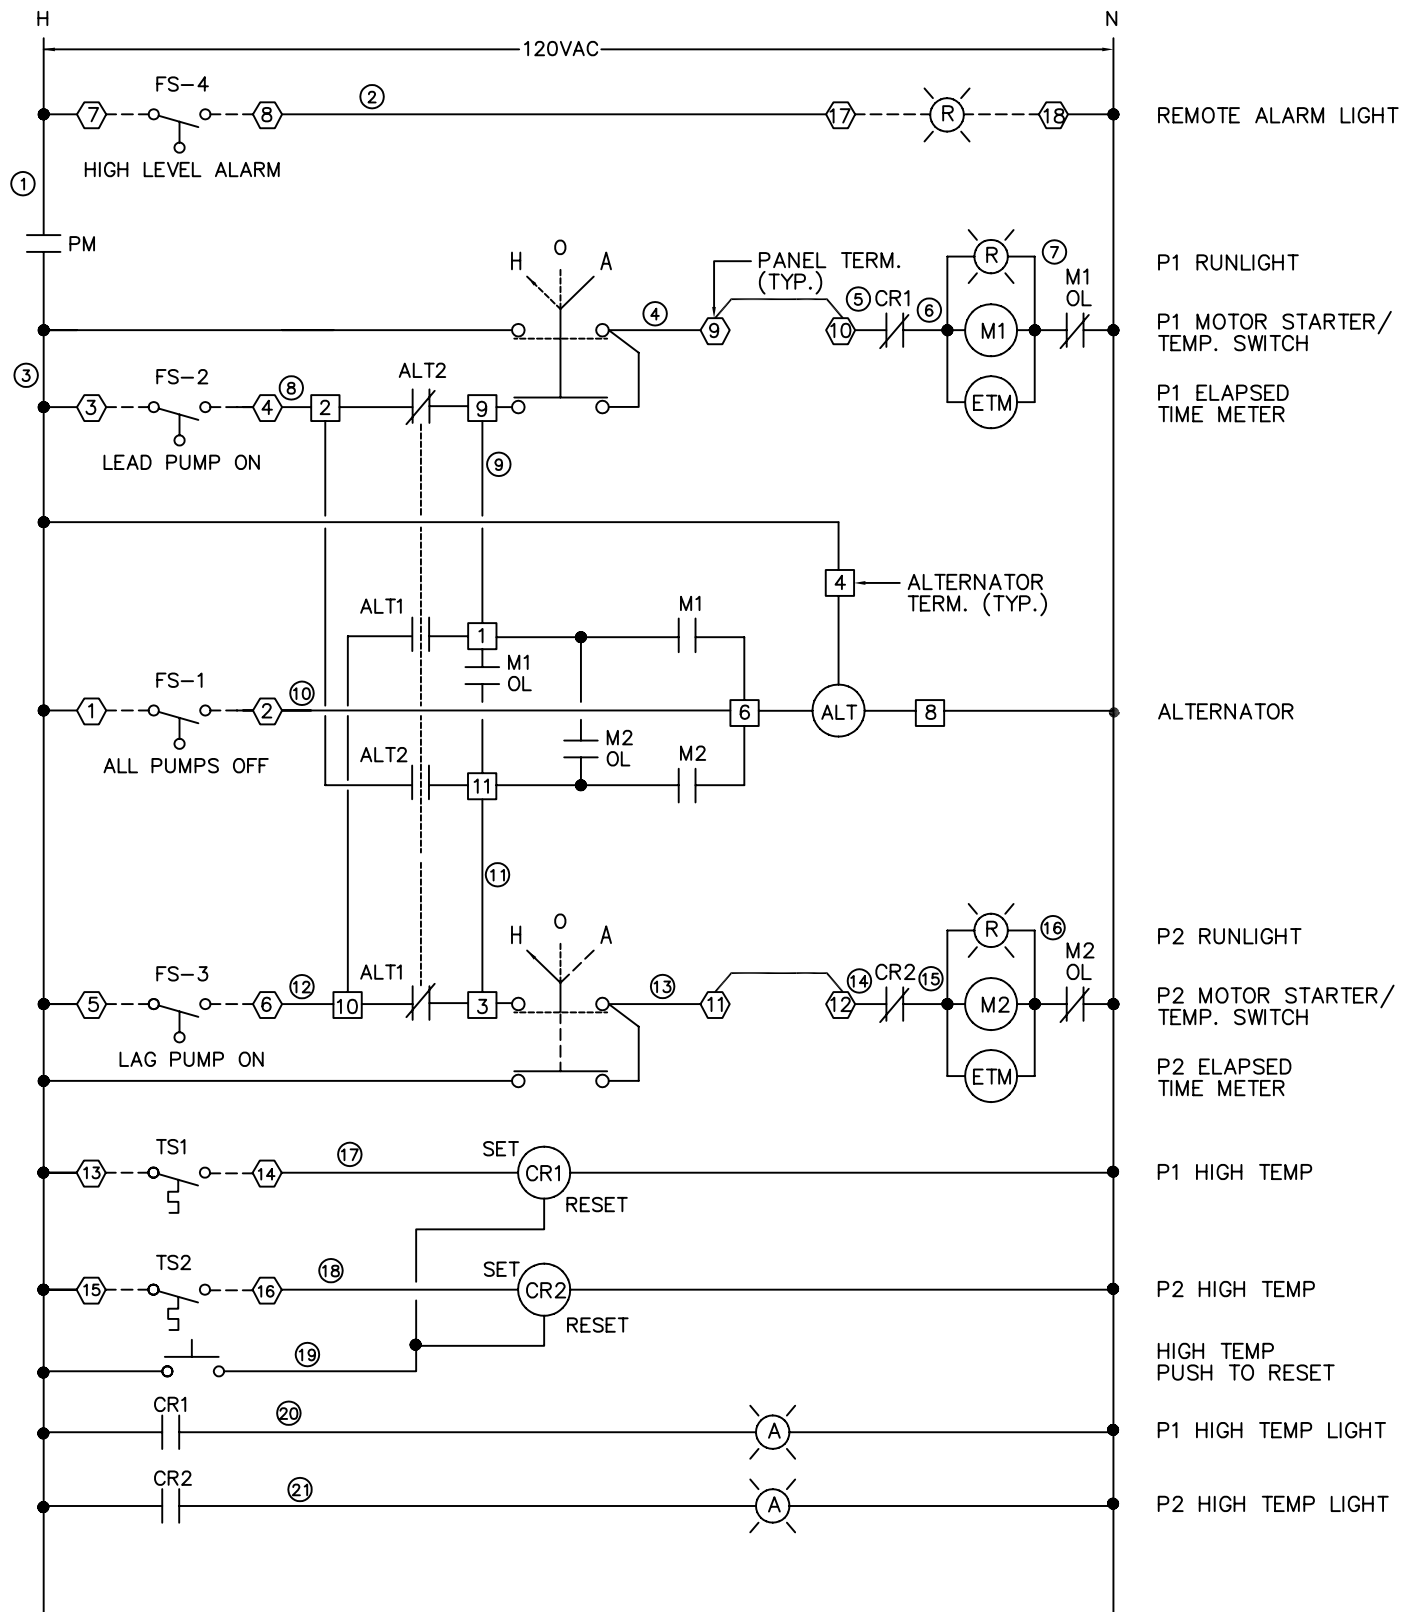 H
N
120VAC
FS-4
7
8
2
17
R
18
REMOTE ALARM LIGHT
HIGH LEVEL ALARM
1
PM
H
O
A
PANEL TERM.
(TYP.)
R
7
P1 RUNLIGHT
4
9
10
5
CR1
6
M1
M1
OL
P1 MOTOR STARTER/
TEMP. SWITCH
3
FS-2
3
4
8
2
ALT2
9
ETM
P1 ELAPSED
TIME METER
LEAD PUMP ON
9
4
ALTERNATOR
TERM. (TYP.)
ALT1
1
M1
M1
OL
FS-1
1
2
10
6
ALT
8
ALTERNATOR
ALL PUMPS OFF
M2
OL
ALT2
11
M2
11
H
O
A
R
16
P2 RUNLIGHT
FS-3
5
6
12
10
ALT1
3
13
11
12
14
CR2
15
M2
M2
OL
P2 MOTOR STARTER/
TEMP. SWITCH
LAG PUMP ON
ETM
P2 ELAPSED
TIME METER
TS1
13
14
17
SET
CR1
RESET
P1 HIGH TEMP
TS2
15
16
18
SET
CR2
RESET
P2 HIGH TEMP
19
HIGH TEMP
PUSH TO RESET
CR1
20
A
P1 HIGH TEMP LIGHT
CR2
21
A
P2 HIGH TEMP LIGHT